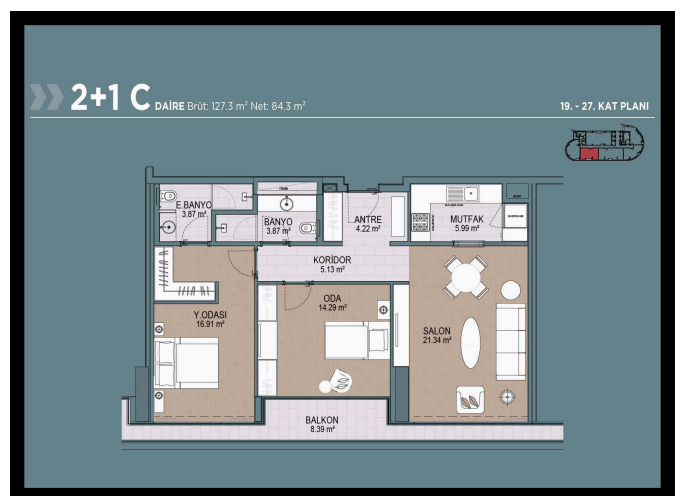 2+1 C DAİRE Brüt: 127.3 m² Net: 84.3 m²
19. - 27. KAT PLANI
E.BANYO
3.87 m²
BANYO
3.87 m²
ANTRE
4.22 m²
MUTFAK
5.99 m²
KORİDOR
5.13 m²
Y.ODASI
16.91 m²
ODA
14.29 m²
SALON
21.34 m²
BALKON
8.39 m²